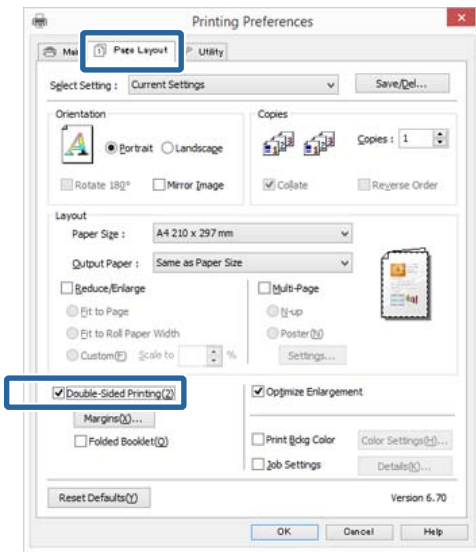 Printing Preferences
Main Page Layout Utility
Select Setting : Current Settings Save/Del...
Orientation Copies
Portrait Landscape Copies : 1
Rotate 180° Mirror Image Collate Reverse Order
Layout
Paper Size : A4 210 x 297 mm
Output Paper : Same as Paper Size
Reduce/Enlarge Multi-Page
Fit to Page N-up
Fit to Roll Paper Width Poster(N)
Custom(F) Scale to % Settings...
Double-Sided Printing(Z) Optimize Enlargement
Margins(X)...
Folded Booklet(O) Print Bckg Color Color Settings(H)...
Job Settings Details(K)...
Reset Defaults(Y) Version 6.70
OK Cancel Help